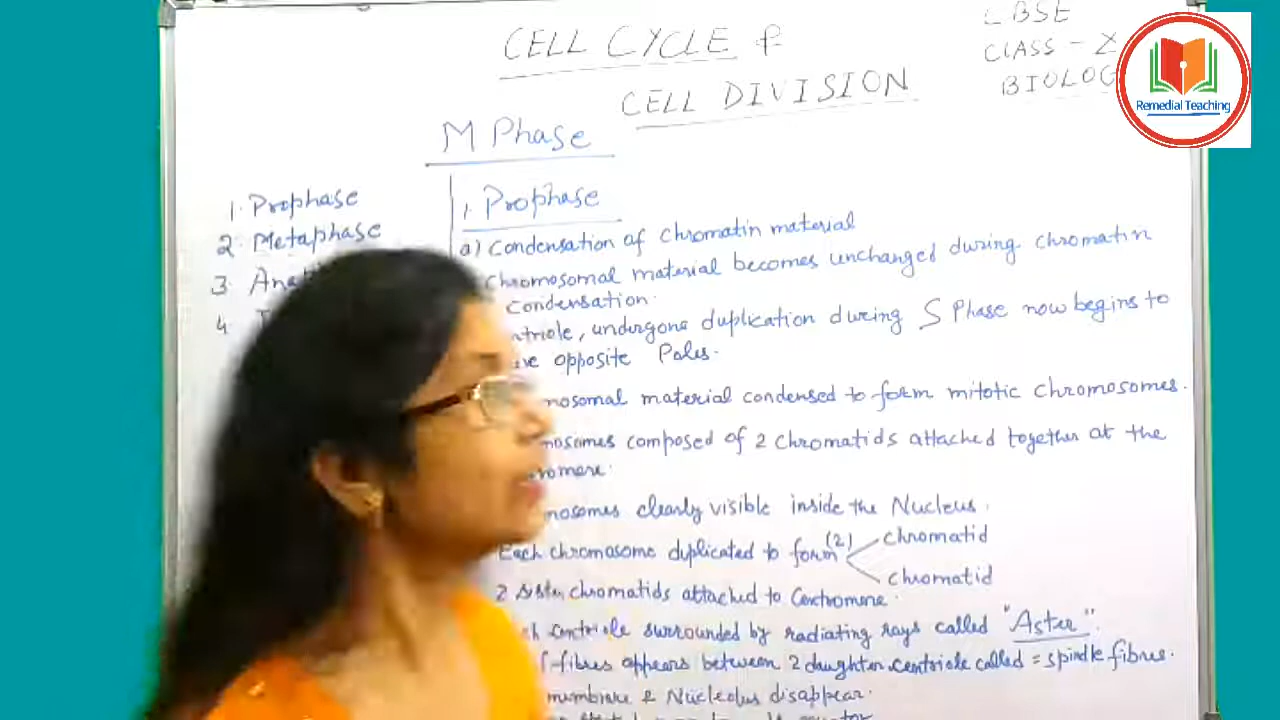 CELL CYCLE &
CELL DIVISION
CBSE
CLASS - X
BIOLOG
Remedial Teaching
M Phase
1. Prophase
2. Metaphase
3 Ana
4
1. Prophase
a) Condensation of chromatin material
Chromosomal material becomes unchanged during chromatin
condensation.
ntriole, undergone duplication during S Phase now begins to
opposite Poles.
mosomal material condensed to form mitotic chromosomes.
mosomes composed of 2 chromatids attached together at the
romere.
mosomes clearly visible inside the Nucleus.
Each chromosome duplicated to form (2) chromatid
chromatid
2 sister chromatids attached to Centromere.
centriole surrounded by radiating rays called "Aster".
fibres appears between 2 daughter centriole called = spindle fibres.
membrane & Nucleolus disappear.